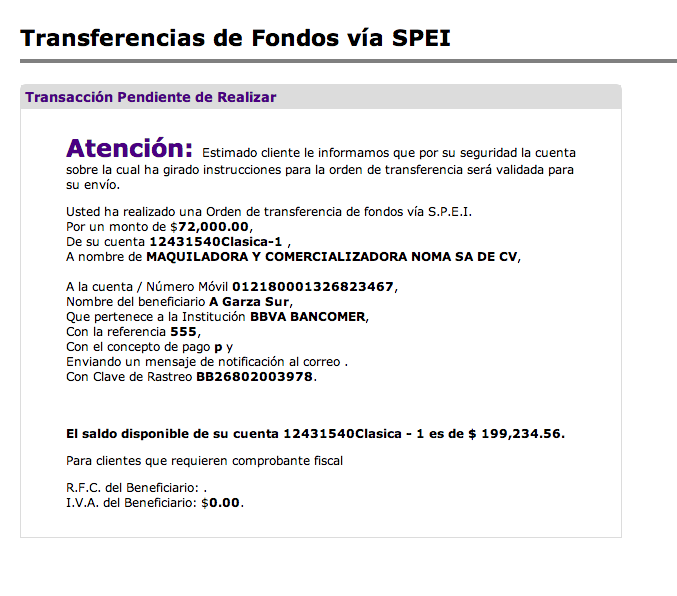 Transferencias de Fondos vía SPEI
Transacción Pendiente de Realizar
Atención: Estimado cliente le informamos que por su seguridad la cuenta
sobre la cual ha girado instrucciones para la orden de transferencia será validada para
su envío.
Usted ha realizado una Orden de transferencia de fondos vía S.P.E.I.
Por un monto de $72,000.00,
De su cuenta 12431540Clasica-1 ,
A nombre de MAQUILADORA Y COMERCIALIZADORA NOMA SA DE CV,
A la cuenta / Número Móvil 012180001326823467,
Nombre del beneficiario A Garza Sur,
Que pertenece a la Institución BBVA BANCOMER,
Con la referencia 555,
Con el concepto de pago p y
Enviando un mensaje de notificación al correo .
Con Clave de Rastreo BB26802003978.
El saldo disponible de su cuenta 12431540Clasica - 1 es de $ 199,234.56.
Para clientes que requieren comprobante fiscal
R.F.C. del Beneficiario: .
I.V.A. del Beneficiario: $0.00.